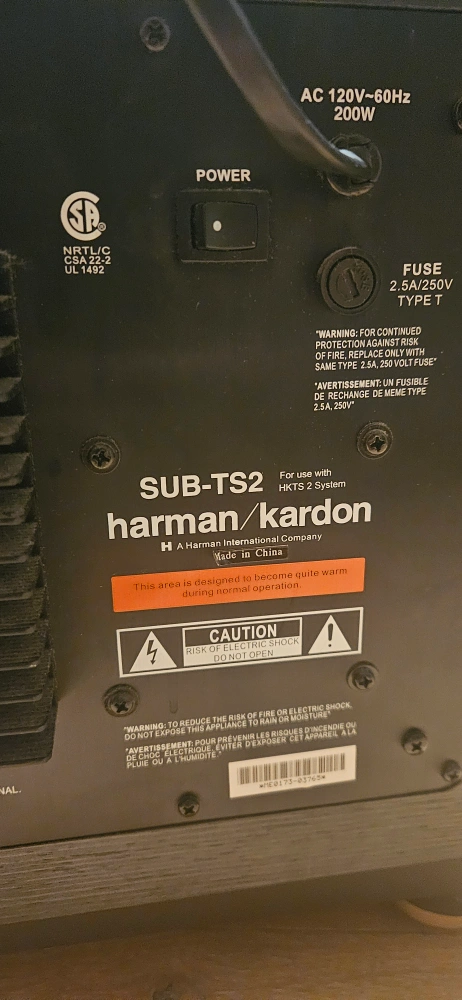 AC 120V~60Hz
200W
POWER
SA
NRTL/C
CSA 22-2
UL 1492
FUSE
2.5A/250V
TYPE T
"WARNING: FOR CONTINUED
PROTECTION AGAINST RISK
OF FIRE, REPLACE ONLY WITH
SAME TYPE 2.5A, 250 VOLT FUSE"
"AVERTISSEMENT: UN FUSIBLE
DE RECHANGE DE MEME TYPE
2.5A, 250V"
SUB-TS2
For use with
HKTS 2 System
harman/kardon
H A Harman International Company
Made in China
This area is designed to become quite warm
during normal operation.
CAUTION
RISK OF ELECTRIC SHOCK
DO NOT OPEN
"WARNING: TO REDUCE THE RISK OF FIRE OR ELECTRIC SHOCK,
DO NOT EXPOSE THIS APPLIANCE TO RAIN OR MOISTURE"
"AVERTISSEMENT: POUR PRÉVENIR LES RISQUES D'INCENDIE OU
DE CHOC ÉLECTRIQUE, ÉVITER D'EXPOSER CET APPAREIL A LA
PLUIE OU A L'HUMIDITÉ."
*ME0173-03765*
NAL.